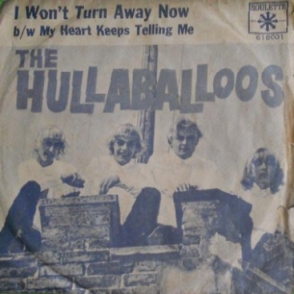 I Won't Turn Away Now
b/w My Heart Keeps Telling Me
ROULETTE
THE
HULLABALLOOS